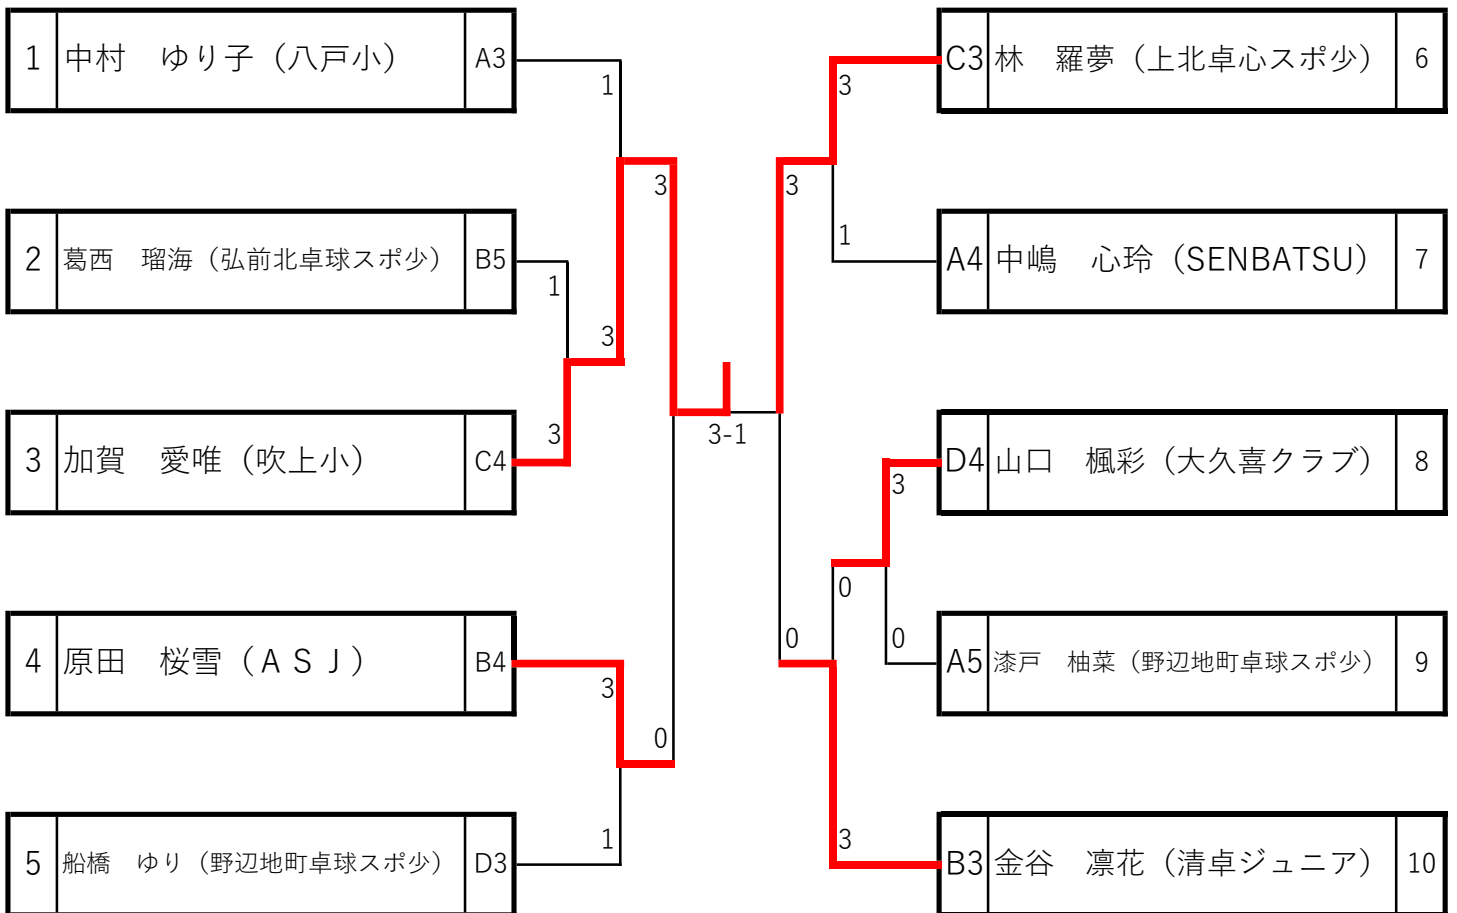 1 中村　ゆり子（八戸小） A3
1
3
2 葛西　瑠海（弘前北卓球スポ少） B5
1
3
3 加賀　愛唯（吹上小） C4
3
4 原田　桜雪（ＡＳＪ） B4
3
0
5 船橋　ゆり（野辺地町卓球スポ少） D3
1
3-1
C3 林　羅夢（上北卓心スポ少） 6
3
3
1
A4 中嶋　心玲（SENBATSU） 7
D4 山口　楓彩（大久喜クラブ） 8
3
0
0
0
A5 漆戸　柚菜（野辺地町卓球スポ少） 9
3
B3 金谷　凛花（清卓ジュニア） 10